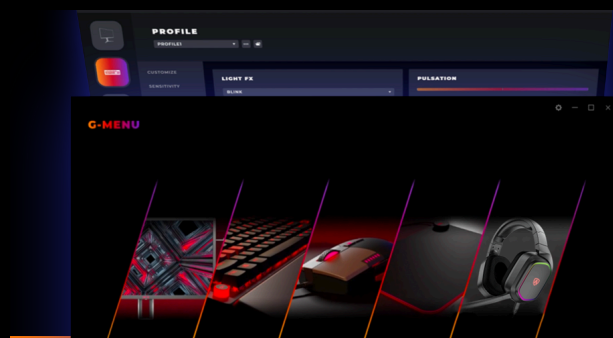 PROFILE
PROFILE1
CUSTOMIZE
SENSITIVITY
LIGHT FX
BLINK
PULSATION
G-MENU